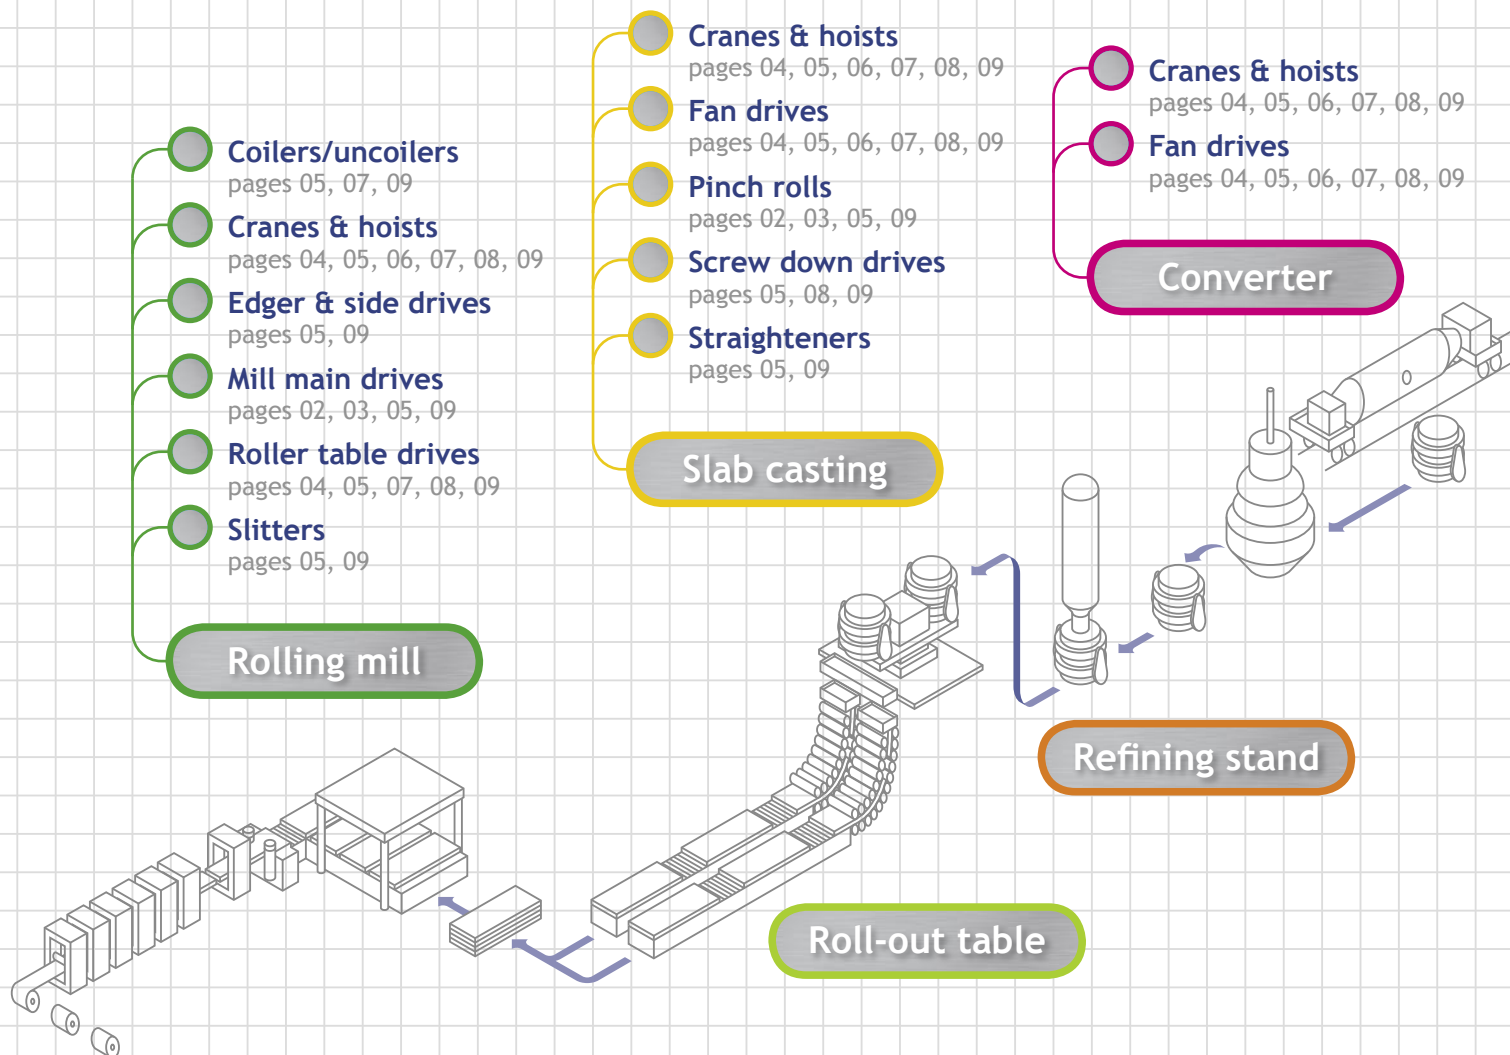 Coilers/uncoilers
pages 05, 07, 09
Cranes & hoists
pages 04, 05, 06, 07, 08, 09
Edger & side drives
pages 05, 09
Mill main drives
pages 02, 03, 05, 09
Roller table drives
pages 04, 05, 07, 08, 09
Slitters
pages 05, 09
Rolling mill
Cranes & hoists
pages 04, 05, 06, 07, 08, 09
Fan drives
pages 04, 05, 06, 07, 08, 09
Pinch rolls
pages 02, 03, 05, 09
Screw down drives
pages 05, 08, 09
Straighteners
pages 05, 09
Slab casting
Cranes & hoists
pages 04, 05, 06, 07, 08, 09
Fan drives
pages 04, 05, 06, 07, 08, 09
Converter
Refining stand
Roll-out table